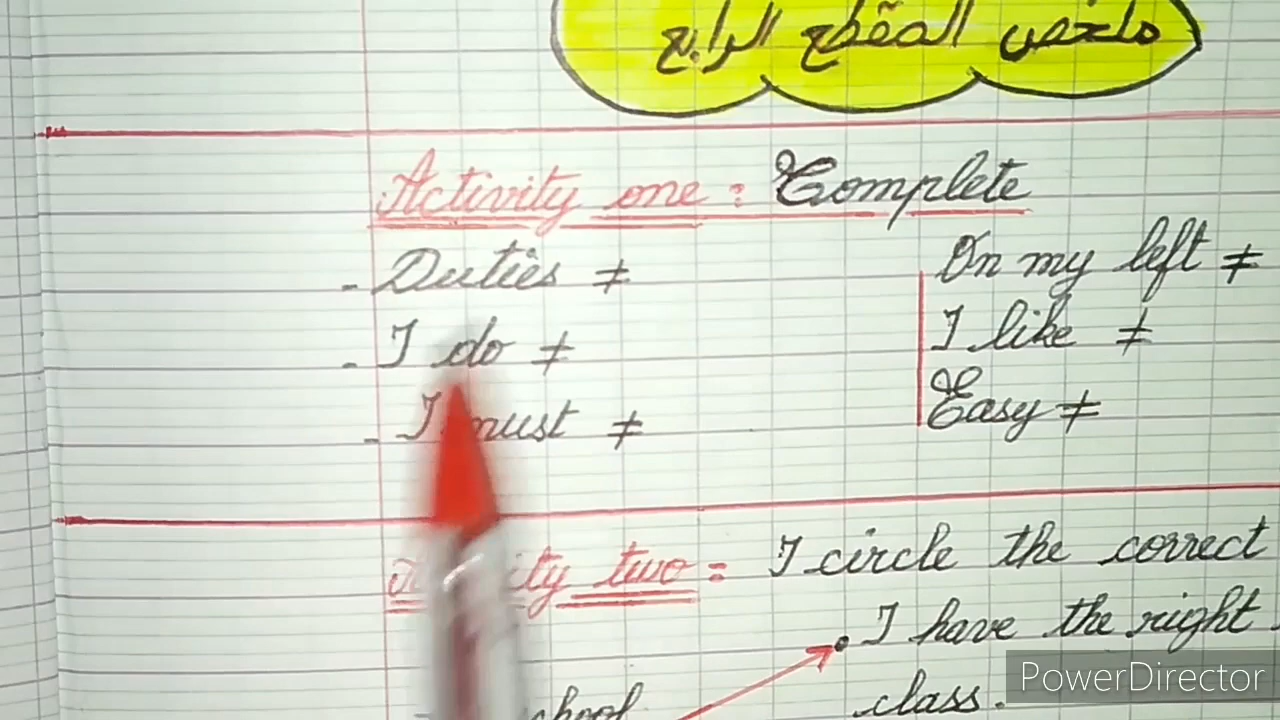 ملخص المقطع الرابع
Activity one : Complete
- Duties ≠
On my left ≠
- I do ≠
I like ≠
- I must ≠
Easy ≠
two : I circle the correct
I have the right
class.
PowerDirector